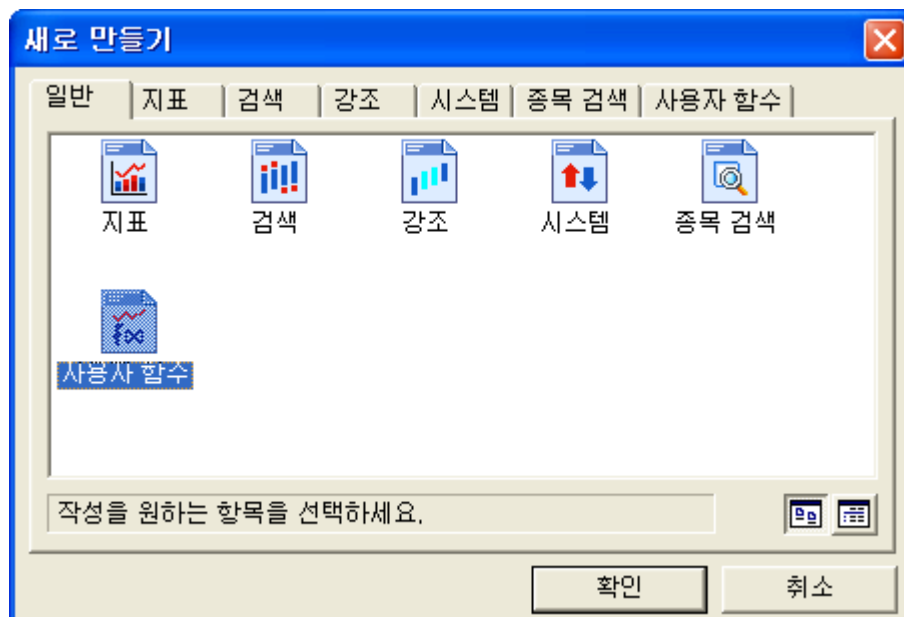 새로 만들기
일반 지표 검색 강조 시스템 종목 검색 사용자 함수
지표 검색 강조 시스템 종목 검색
사용자 함수
작성을 원하는 항목을 선택하세요.
확인 취소